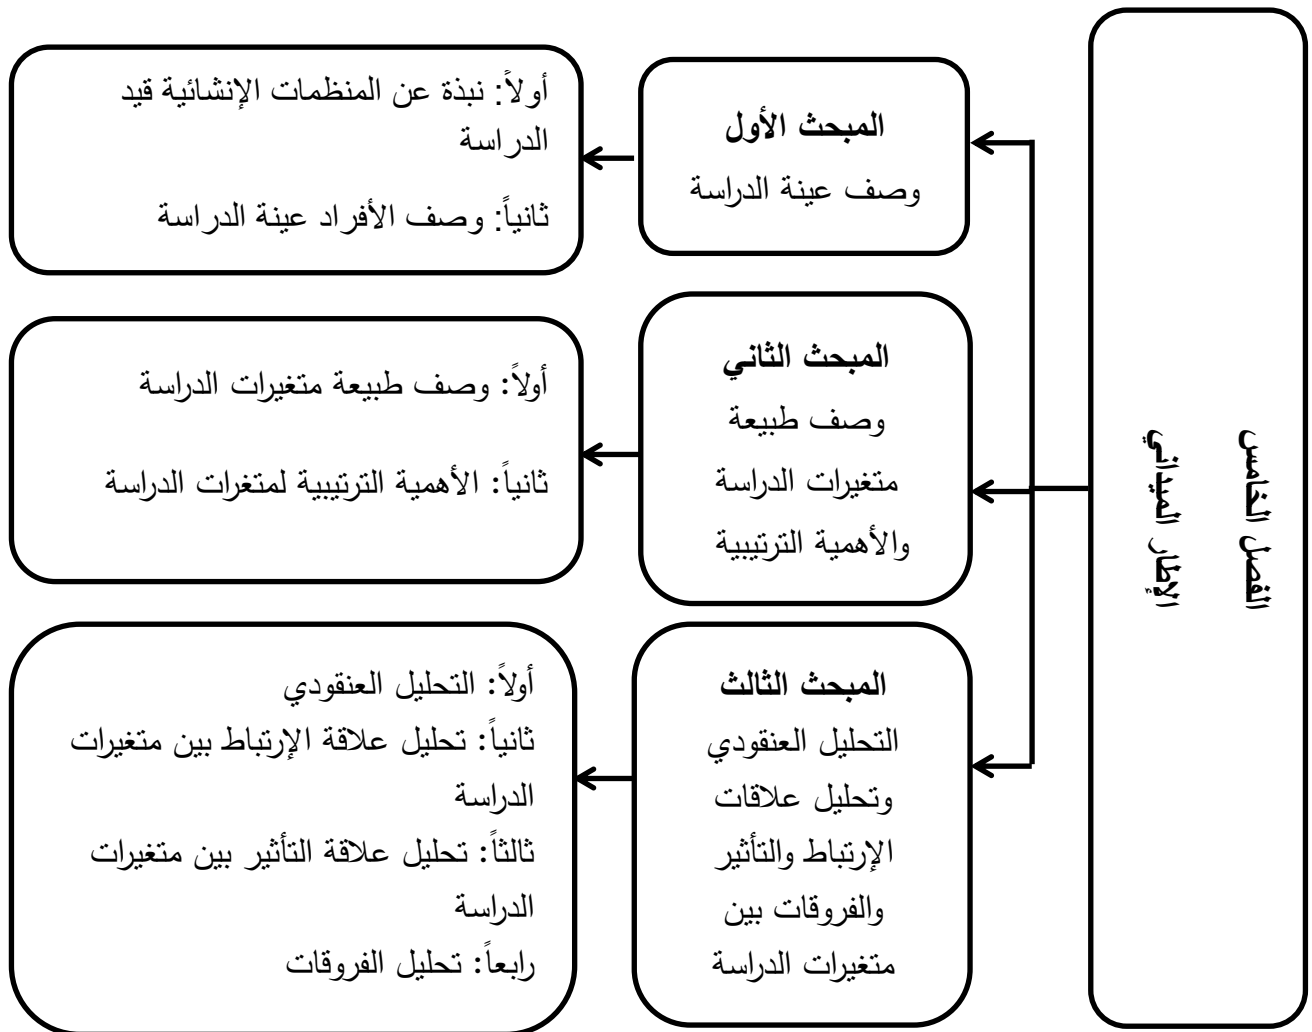 الفصل الخامس
الإطار الميداني
المبحث الأول
وصف عينة الدراسة
أولاً: نبذة عن المنظمات الإنشائية قيد
الدراسة
ثانياً: وصف الأفراد عينة الدراسة
المبحث الثاني
وصف طبيعة
متغيرات الدراسة
والأهمية الترتيبية
أولاً: وصف طبيعة متغيرات الدراسة
ثانياً: الأهمية الترتيبية لمتغرات الدراسة
المبحث الثالث
التحليل العنقودي
وتحليل علاقات
الإرتباط والتأثير
والفروقات بين
متغيرات الدراسة
أولاً: التحليل العنقودي
ثانياً: تحليل علاقة الإرتباط بين متغيرات
الدراسة
ثالثاً: تحليل علاقة التأثير بين متغيرات
الدراسة
رابعاً: تحليل الفروقات